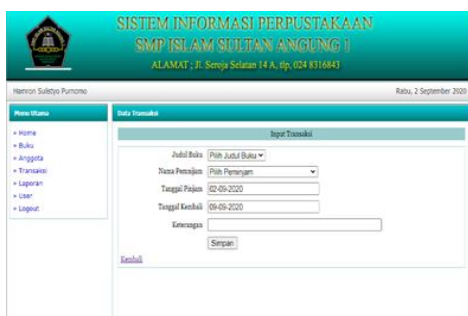 SISTEM INFORMASI PERPUSTAKAAN
SMP ISLAM SULTAN ANGUNG 1
ALAMAT ; Jl. Seroja Selatan 14 A, tlp, 024 8316843
Hamron Sulistyo Purnomo
Rabu, 2 September 2020
Menu Utama
» Home
» Buku
» Anggota
» Transaksi
» Laporan
» User
» Logout
Data Transaksi
Input Transaksi
Judul Buku Pilih Judul Buku
Nama Peminjam Pilih Peminjam
Tanggal Pinjam 02-09-2020
Tanggal Kembali 09-09-2020
Keterangan
Simpan
Kembali